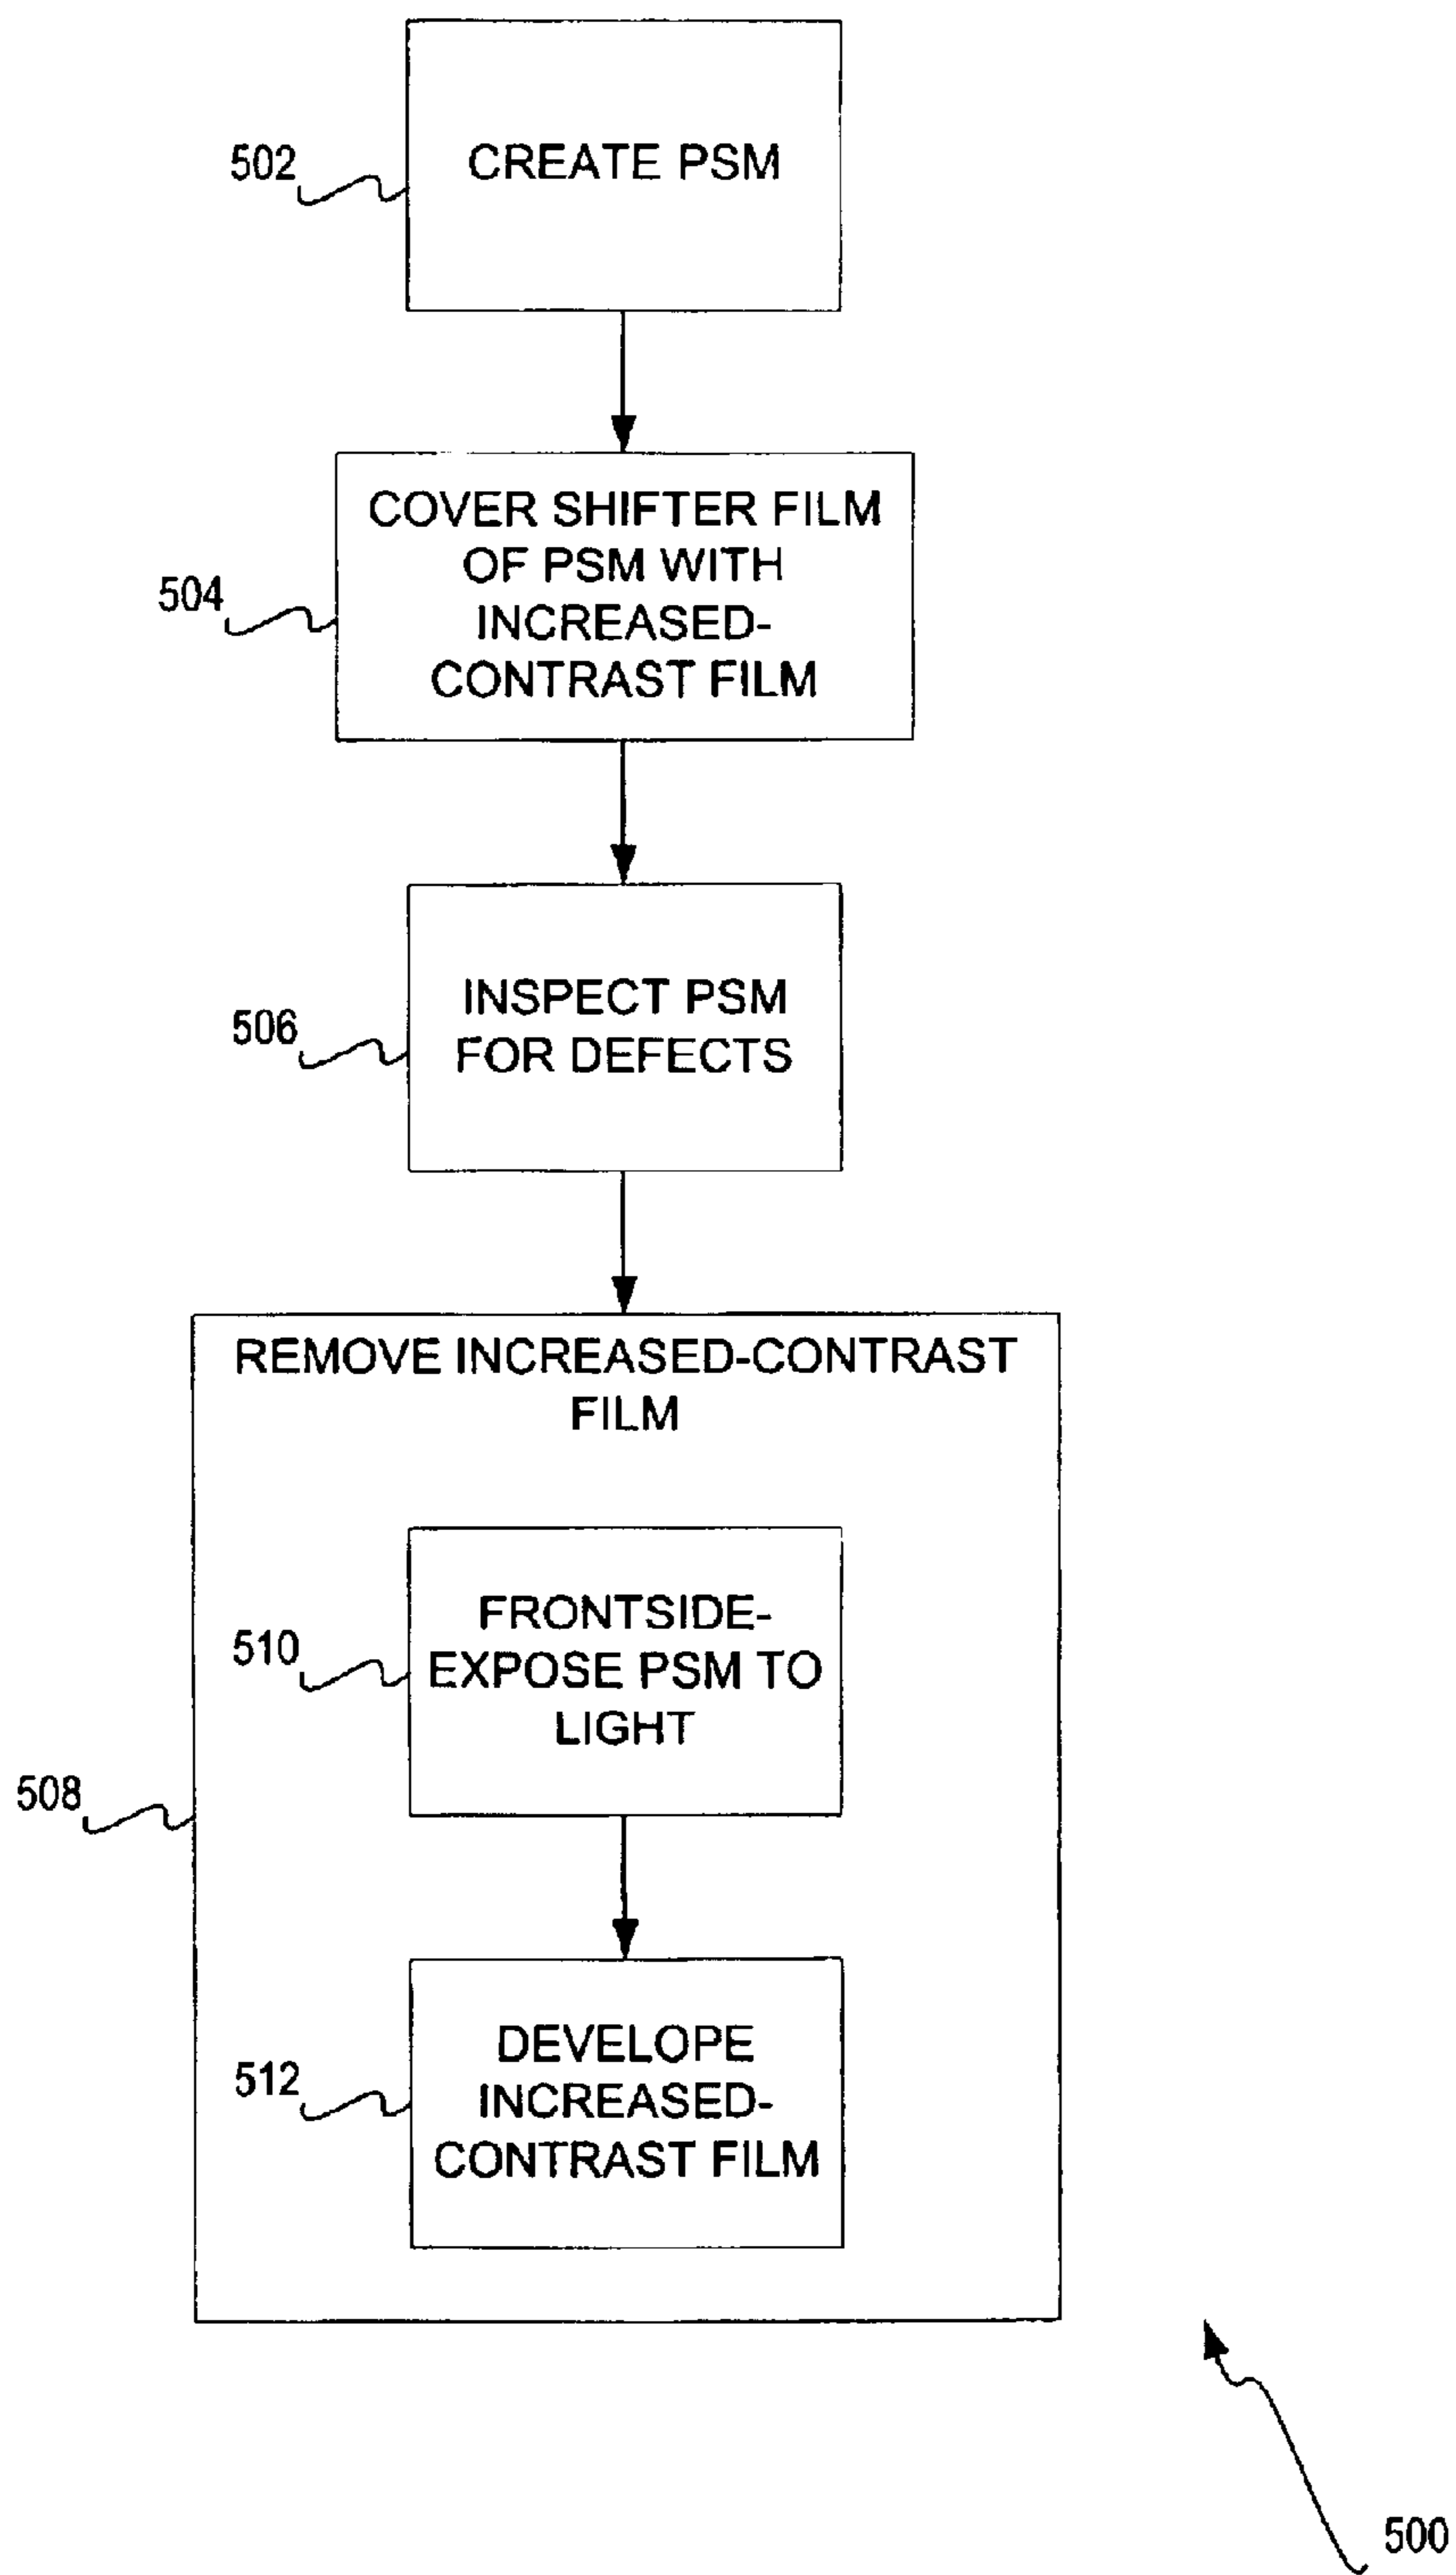 502
CREATE PSM
504
COVER SHIFTER FILM
OF PSM WITH
INCREASED-
CONTRAST FILM
506
INSPECT PSM
FOR DEFECTS
508
REMOVE INCREASED-CONTRAST
FILM
510
FRONTSIDE-
EXPOSE PSM TO
LIGHT
512
DEVELOPE
INCREASED-
CONTRAST FILM
500